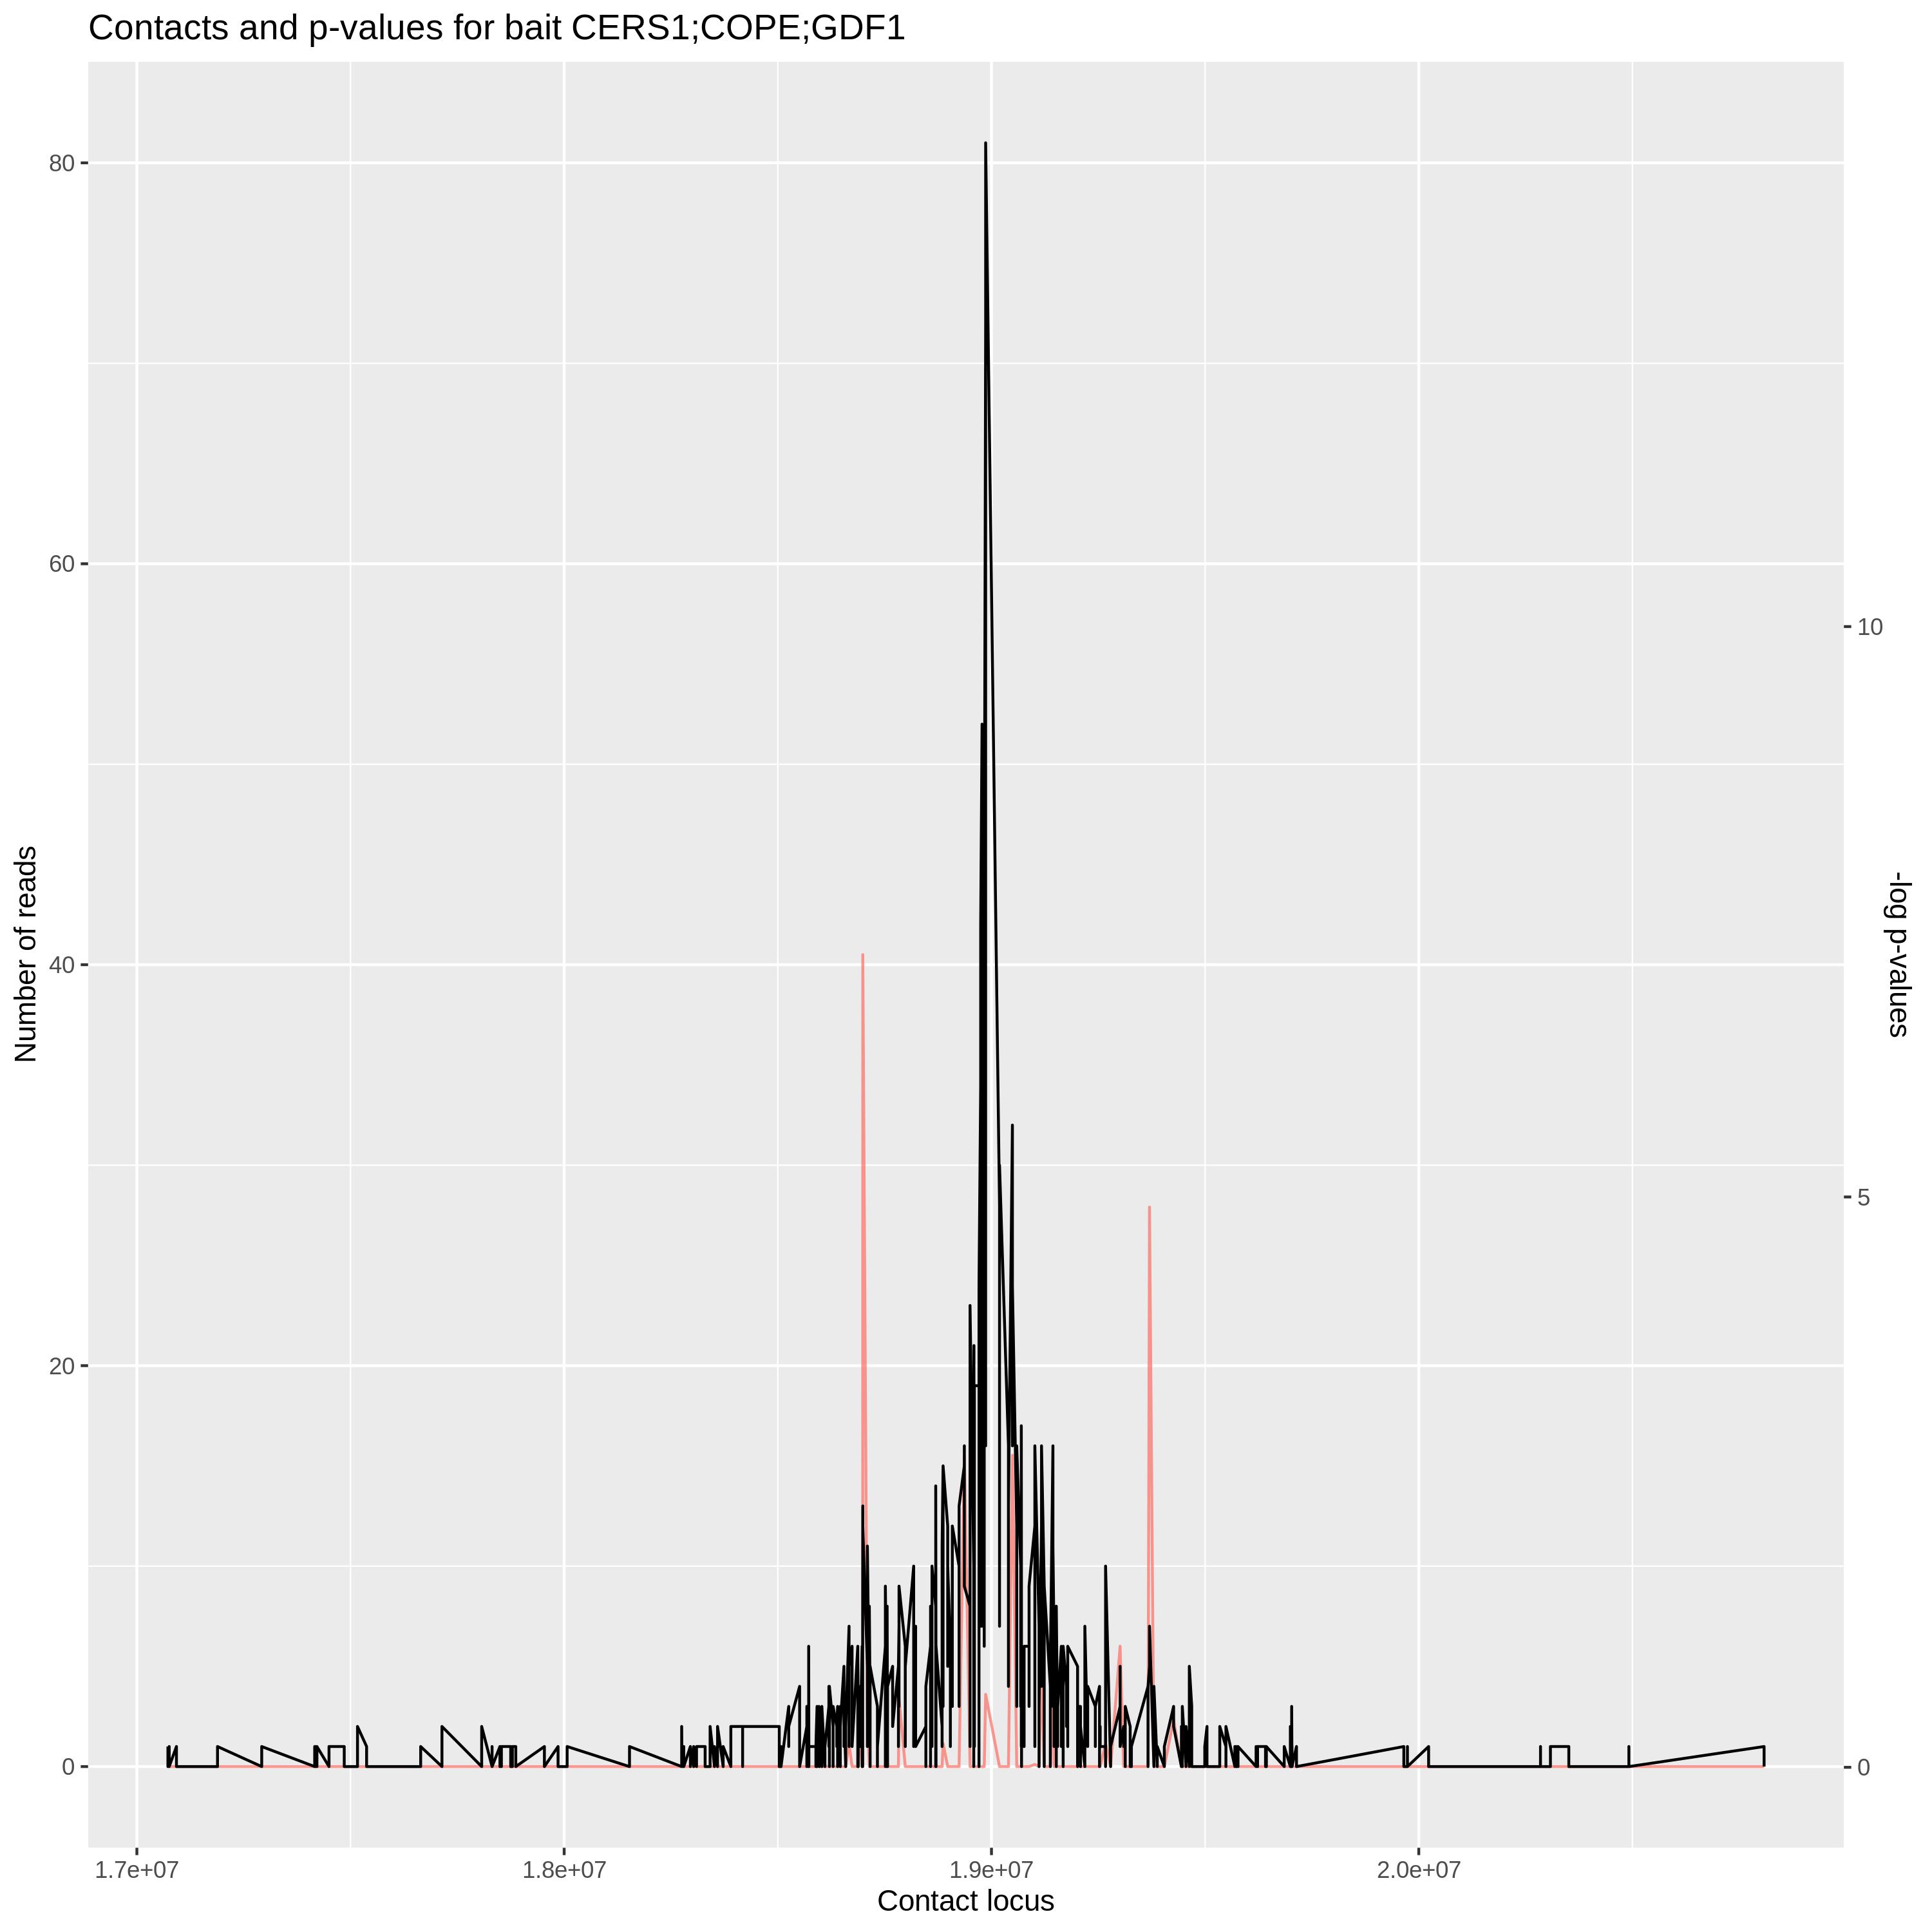 Contacts and p-values for bait CERS1;COPE;GDF1
80
60
40
20
0
Number of reads
10
5
0
-log p-values
1.7e+07
1.8e+07
1.9e+07
2.0e+07
Contact locus